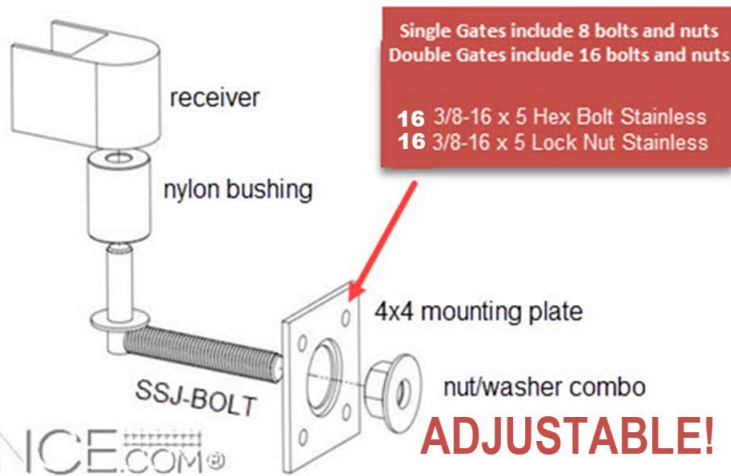 Single Gates include 8 bolts and nuts
Double Gates include 16 bolts and nuts
16 3/8-16 x 5 Hex Bolt Stainless
16 3/8-16 x 5 Lock Nut Stainless
receiver
nylon bushing
4x4 mounting plate
SSJ-BOLT
nut/washer combo
ADJUSTABLE!
NCE.COM®